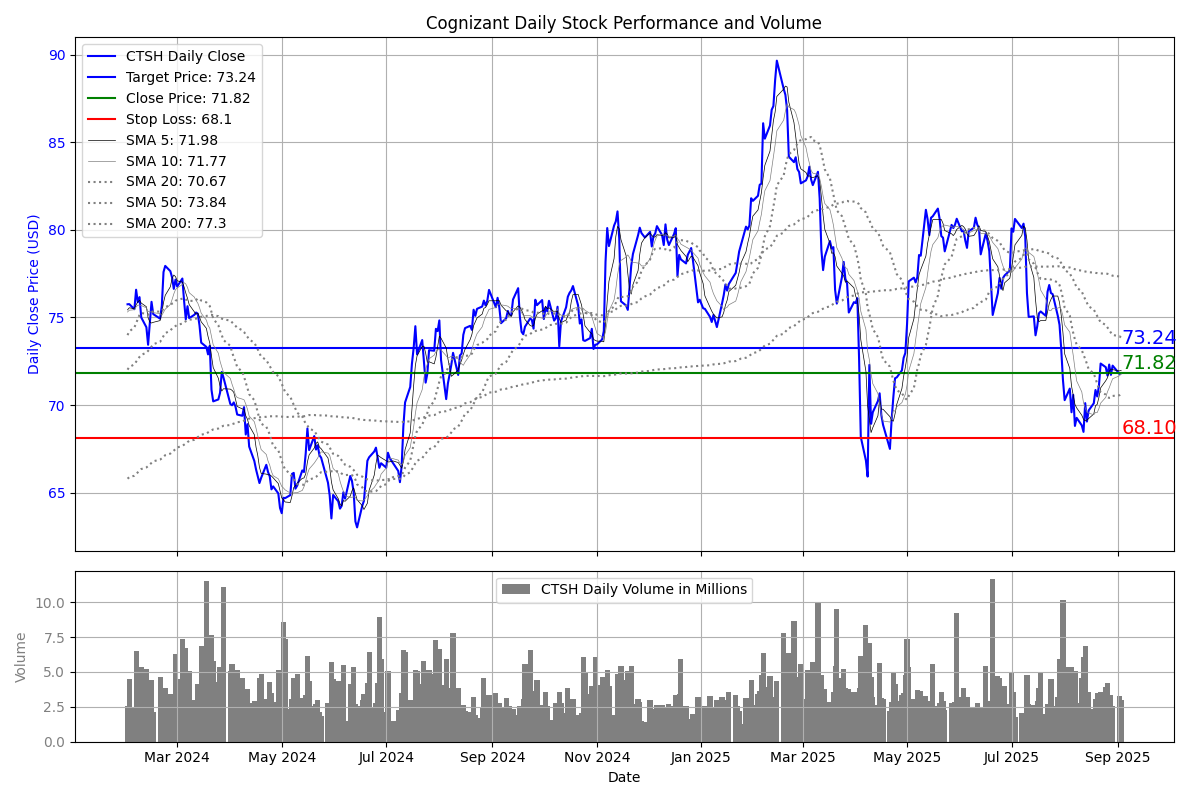 Cognizant Daily Stock Performance and Volume
Daily Close Price (USD)
90
85
80
75
70
65
CTSH Daily Close
Target Price: 73.24
Close Price: 71.82
Stop Loss: 68.1
SMA 5: 71.98
SMA 10: 71.77
SMA 20: 70.67
SMA 50: 73.84
SMA 200: 77.3
73.24
71.82
68.10
Volume
10.0
7.5
5.0
2.5
0.0
CTSH Daily Volume in Millions
Mar 2024 May 2024 Jul 2024 Sep 2024 Nov 2024 Jan 2025 Mar 2025 May 2025 Jul 2025 Sep 2025
Date